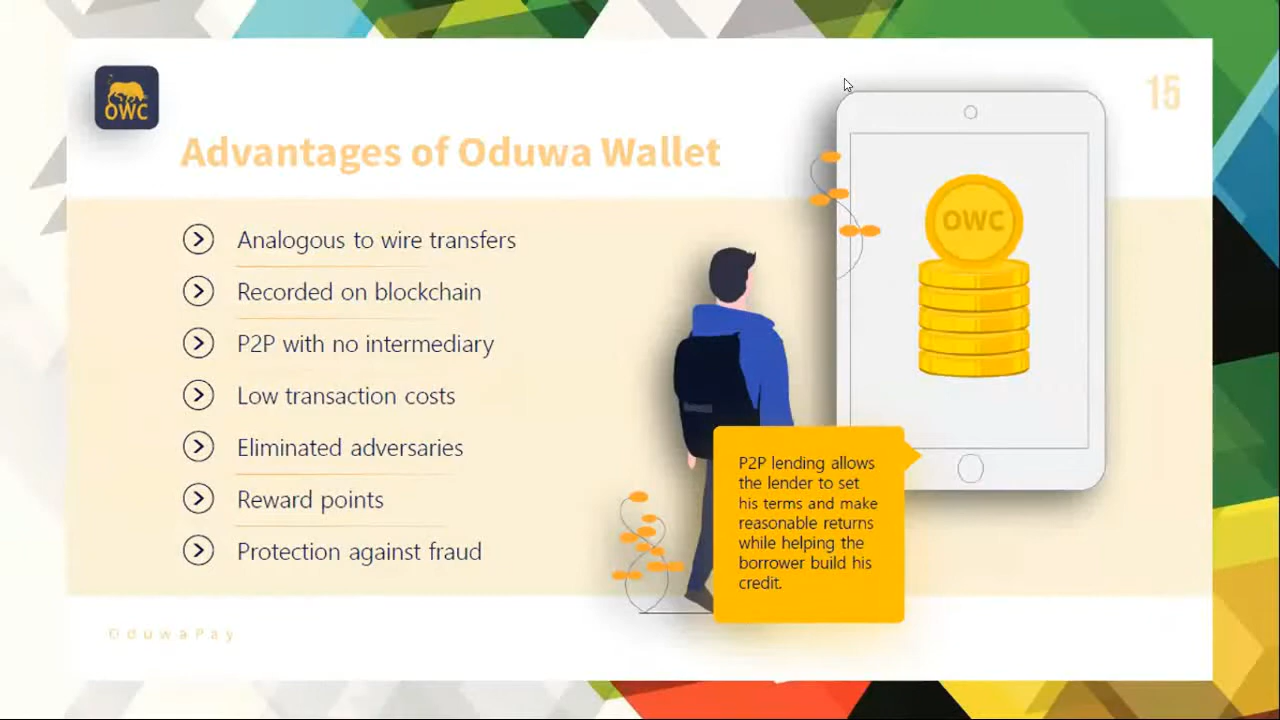 OWC
15
Advantages of Oduwa Wallet
Analogous to wire transfers
Recorded on blockchain
P2P with no intermediary
Low transaction costs
Eliminated adversaries
Reward points
Protection against fraud
OWC
P2P lending allows
the lender to set
his terms and make
reasonable returns
while helping the
borrower build his
credit.
OduwaPay